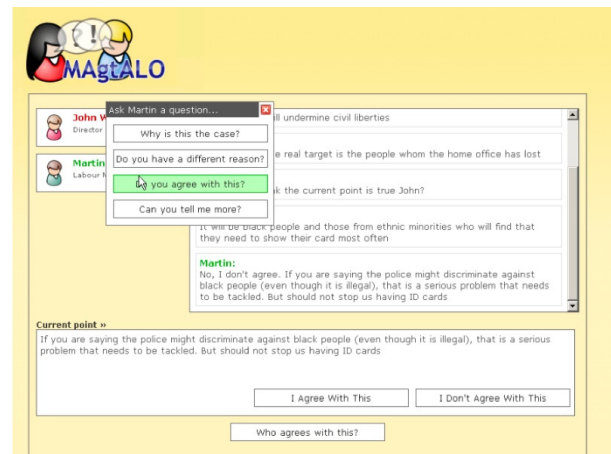 ! ?
MAgtALO
Ask Martin a question...
John W
Director
Martin
Labour
Why is this the case?
Do you have a different reason?
Do you agree with this?
Can you tell me more?
ll undermine civil liberties
e real target is the people whom the home office has lost
k the current point is true John?
It will be black people and those from ethnic minorities who will find that
they need to show their card most often
Martin:
No, I don't agree. If you are saying the police might discriminate against
black people (even though it is illegal), that is a serious problem that needs
to be tackled. But should not stop us having ID cards
Current point »
If you are saying the police might discriminate against black people (even though it is illegal), that is a serious
problem that needs to be tackled. But should not stop us having ID cards
I Agree With This
I Don't Agree With This
Who agrees with this?